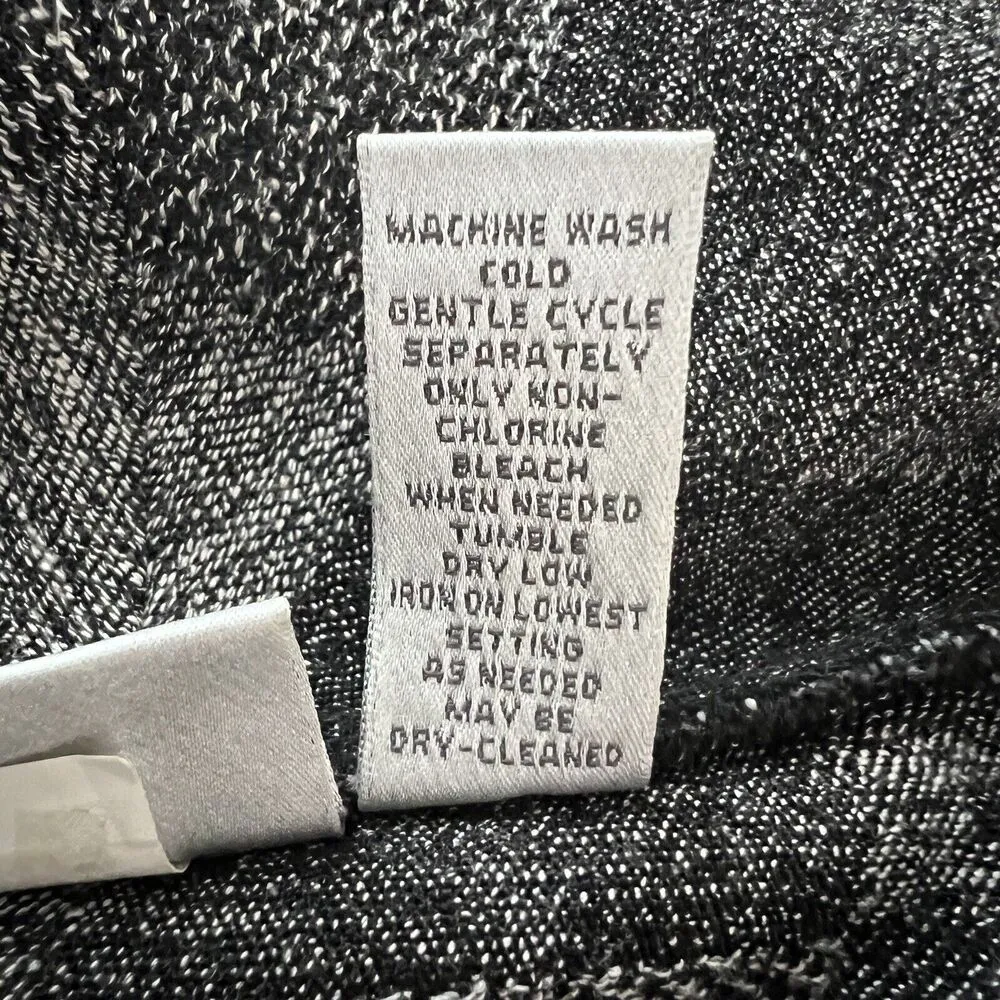 MACHINE WASH
COLD
GENTLE CYCLE
SEPARATELY
ONLY NON-
CHLORINE
BLEACH
WHEN NEEDED
TUMBLE
DRY LOW
IRON ON LOWEST
SETTING
AS NEEDED
MAY BE
DRY-CLEANED